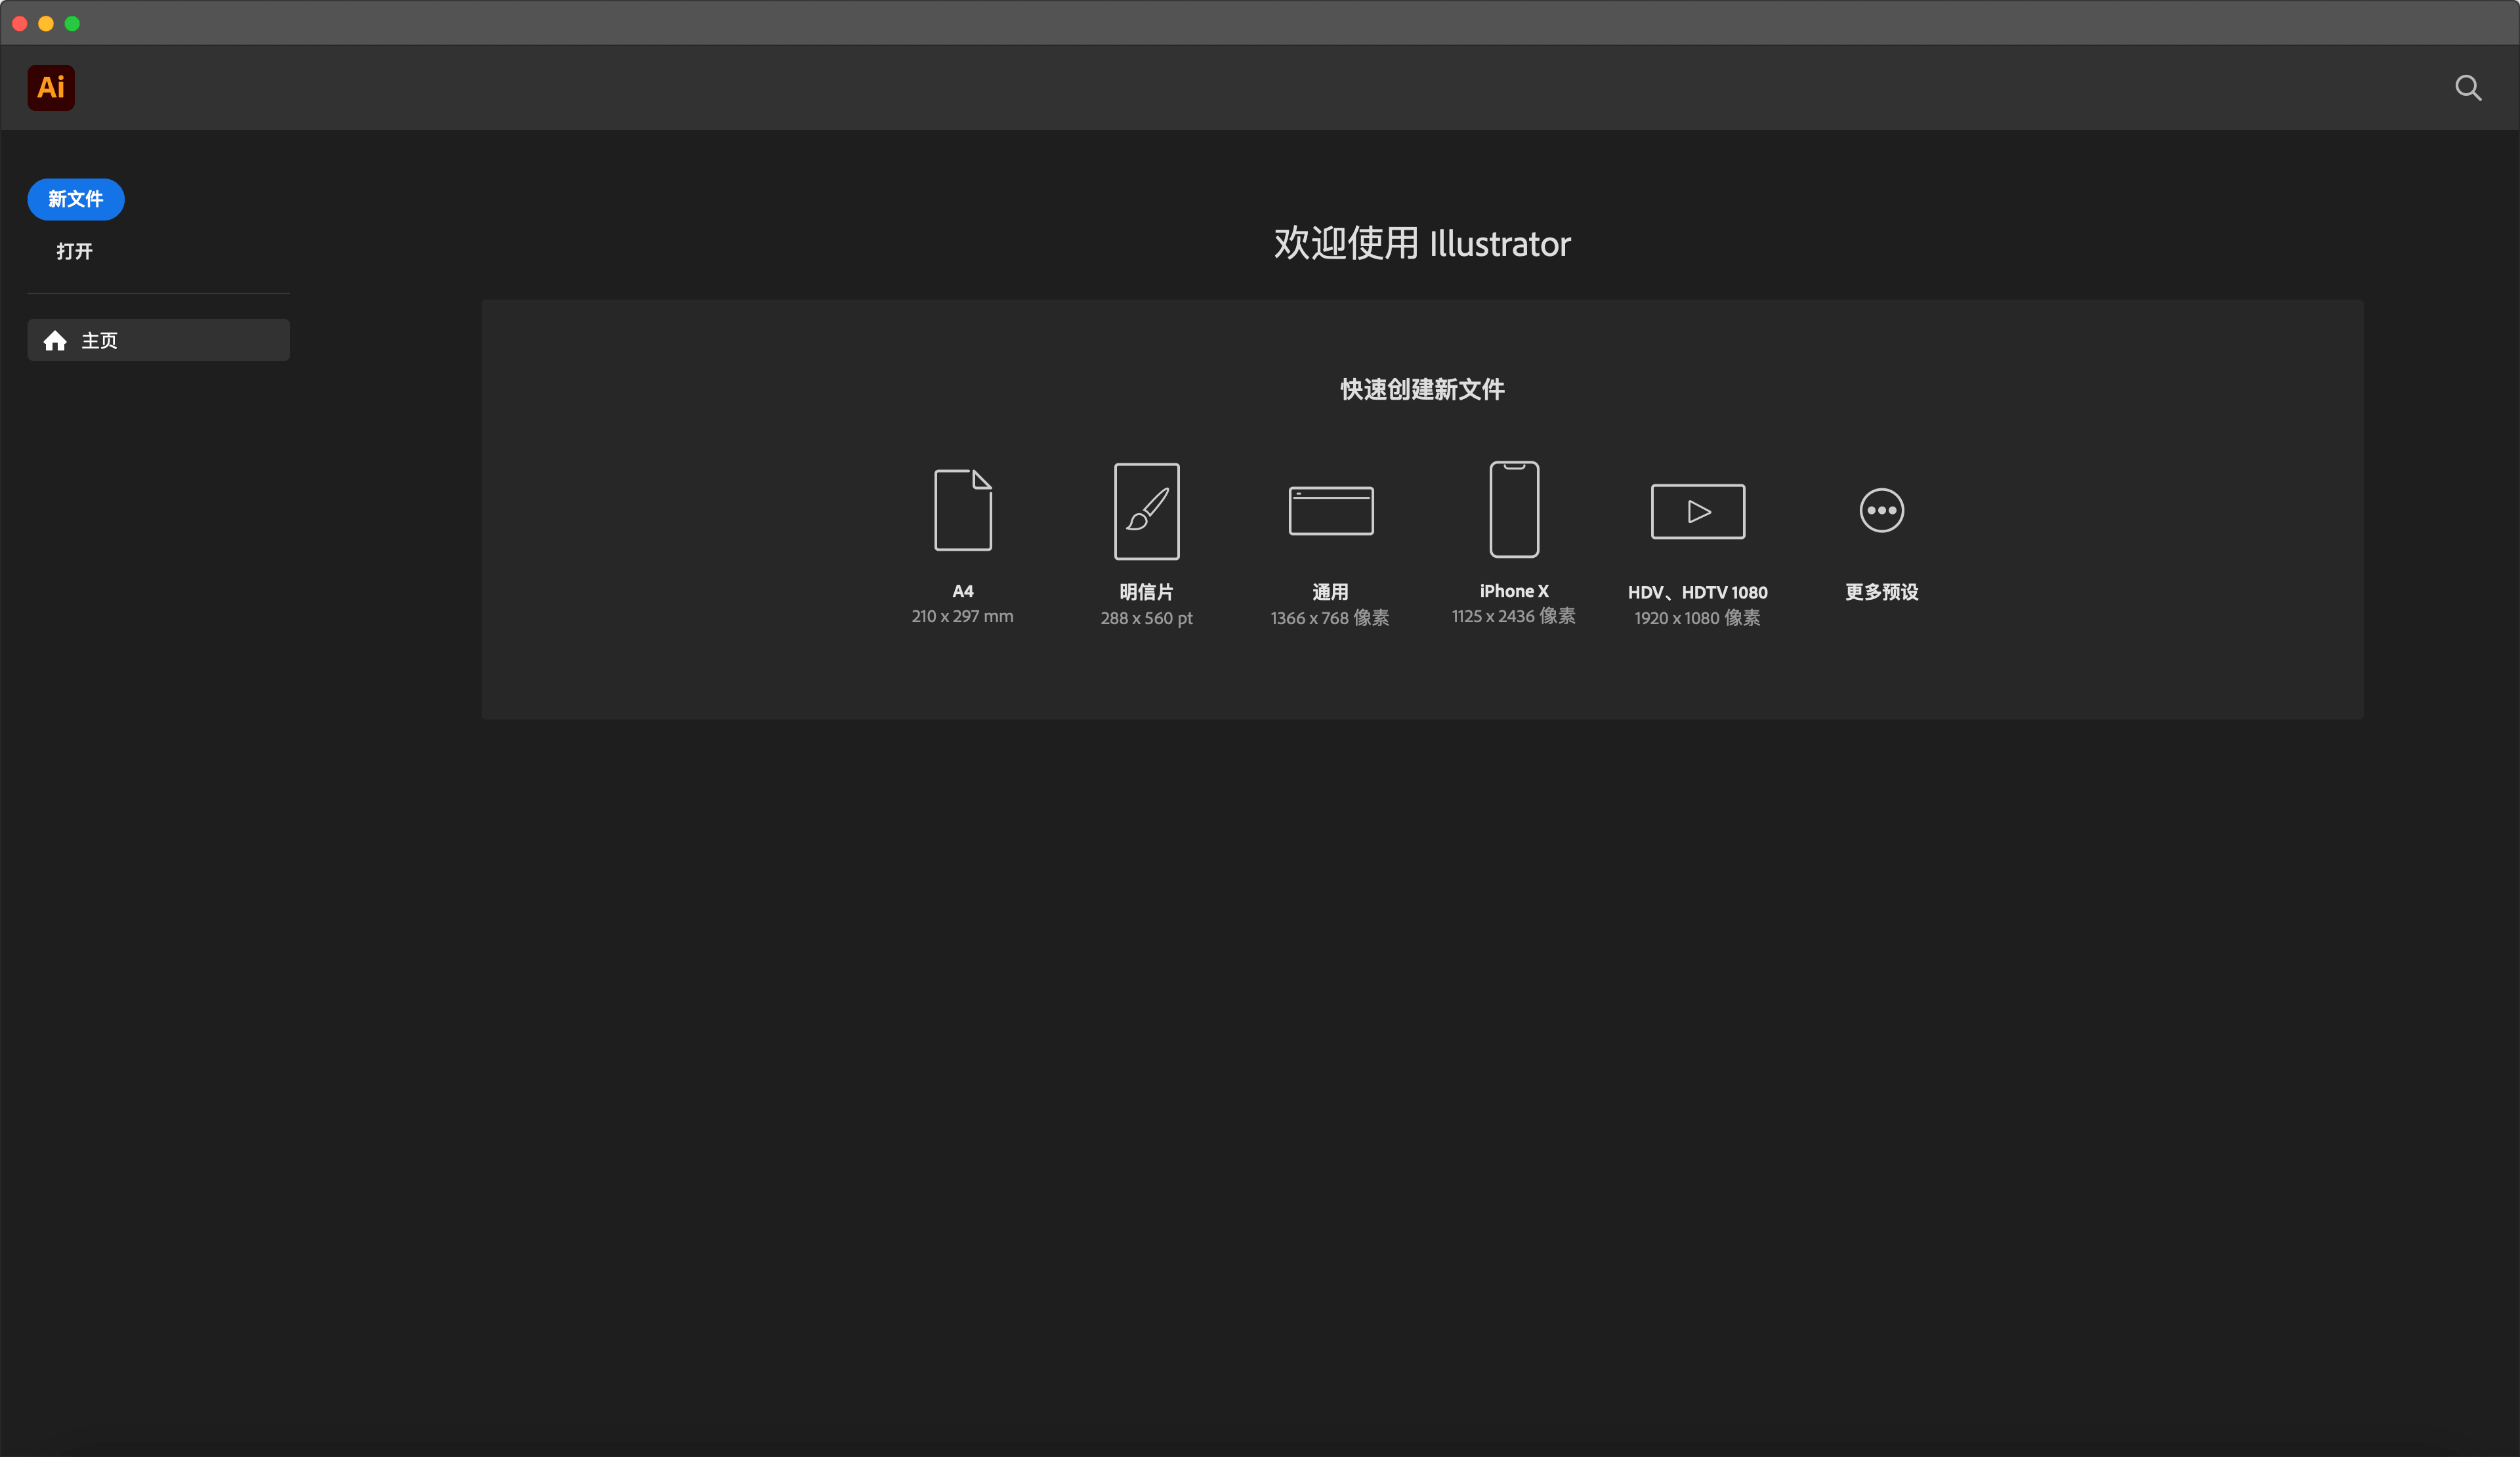 Ai
新文件
打开
主页
欢迎使用 Illustrator
快速创建新文件
A4
210 x 297 mm
明信片
288 x 560 pt
通用
1366 x 768 像素
iPhone X
1125 x 2436 像素
HDV、HDTV 1080
1920 x 1080 像素
更多预设